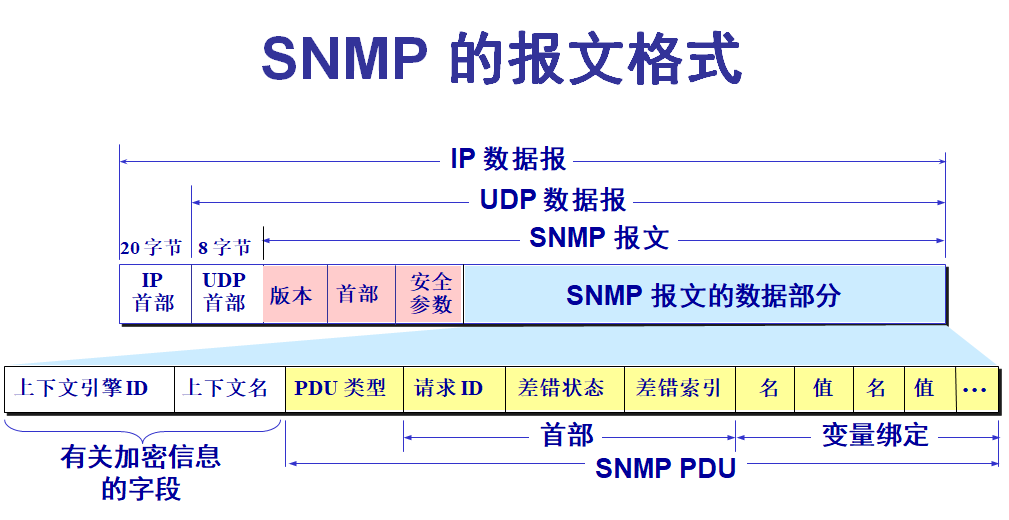 SNMP 的报文格式
IP 数据报
UDP 数据报
SNMP 报文
20 字节
8 字节
IP
首部
UDP
首部
版本
首部
安全
参数
SNMP 报文的数据部分
上下文引擎 ID
上下文名
PDU 类型
请求 ID
差错状态
差错索引
名
值
名
值
…
有关加密信息
的字段
首部
变量绑定
SNMP PDU